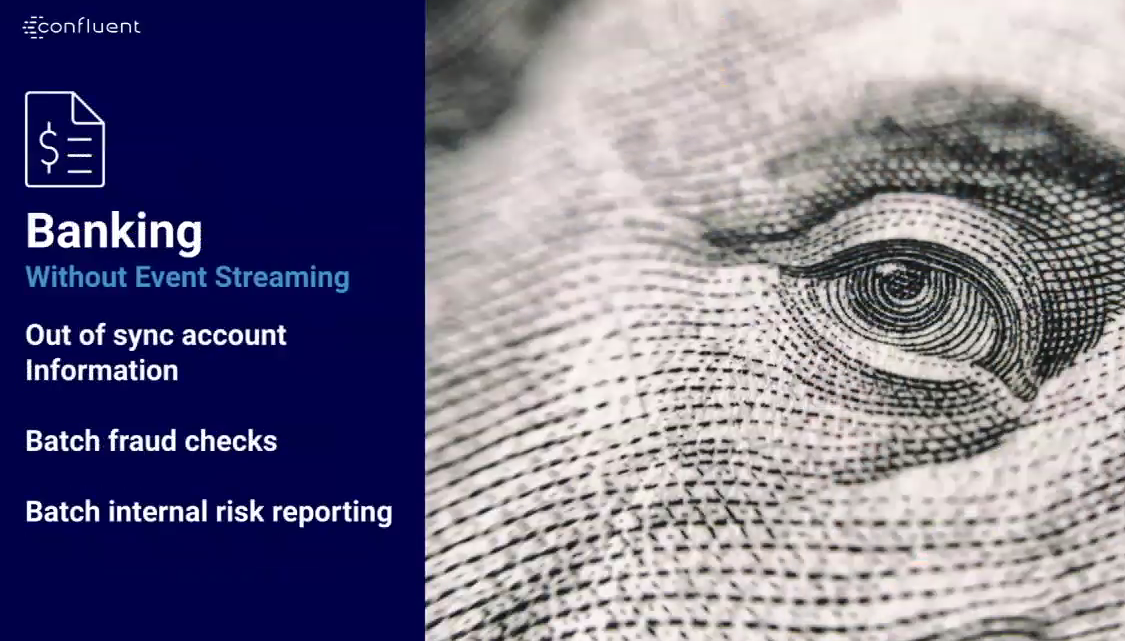 confluent
$
Banking
Without Event Streaming
Out of sync account
Information
Batch fraud checks
Batch internal risk reporting